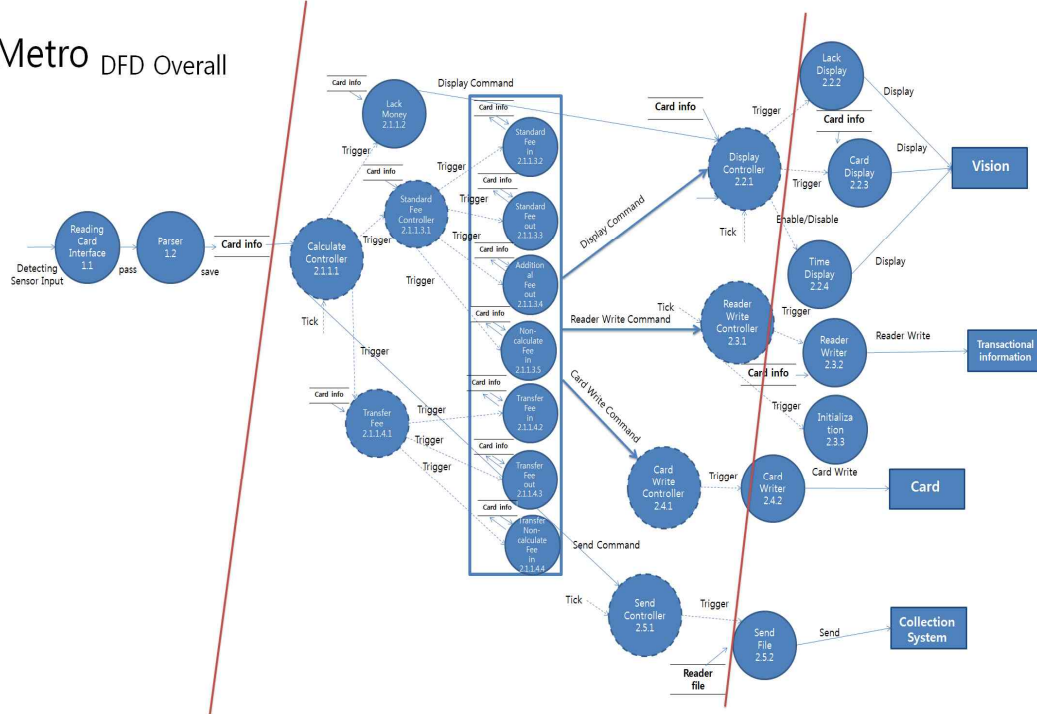 Metro DFD Overall
Card info
Display Command
Lack
Money
2.1.1.2
Trigger
Card info
Standard
Fee
Controller
2.1.1.3.1
Trigger
Trigger
Trigger
Trigger
Trigger
Reading
Card
Interface
1.1
Detecting
Sensor Input
pass
Parser
1.2
save
Card info
Calculate
Controller
2.1.1.1
Tick
Trigger
Card info
Transfer
Fee
2.1.1.4.1
Trigger
Trigger
Trigger
Card info
Standard
Fee
in
2.1.1.3.2
Card info
Standard
Fee
out
2.1.1.3.3
Card info
Addition
al
Fee
out
2.1.1.3.4
Card info
Non-
calculate
Fee
in
2.1.1.3.5
Card info
Transfer
Fee
in
2.1.1.4.2
Card info
Transfer
Fee
out
2.1.1.4.3
Card info
Transfer
Non-
calculate
Fee
in
2.1.1.4.4
Display Command
Reader Write Command
Card Write Command
Send Command
Card info
Display
Controller
2.2.1
Tick
Trigger
Trigger
Enable/Disable
Lack
Display
2.2.2
Display
Card info
Card
Display
2.2.3
Display
Time
Display
2.2.4
Display
Vision
Tick
Reader
Write
Controller
2.3.1
Trigger
Reader
Writer
2.3.2
Card info
Reader Write
Transactional
information
Trigger
Initializa
tion
2.3.3
Card
Write
Controller
2.4.1
Trigger
Card
Writer
2.4.2
Card Write
Card
Tick
Send
Controller
2.5.1
Trigger
Send
File
2.5.2
Reader
file
Send
Collection
System